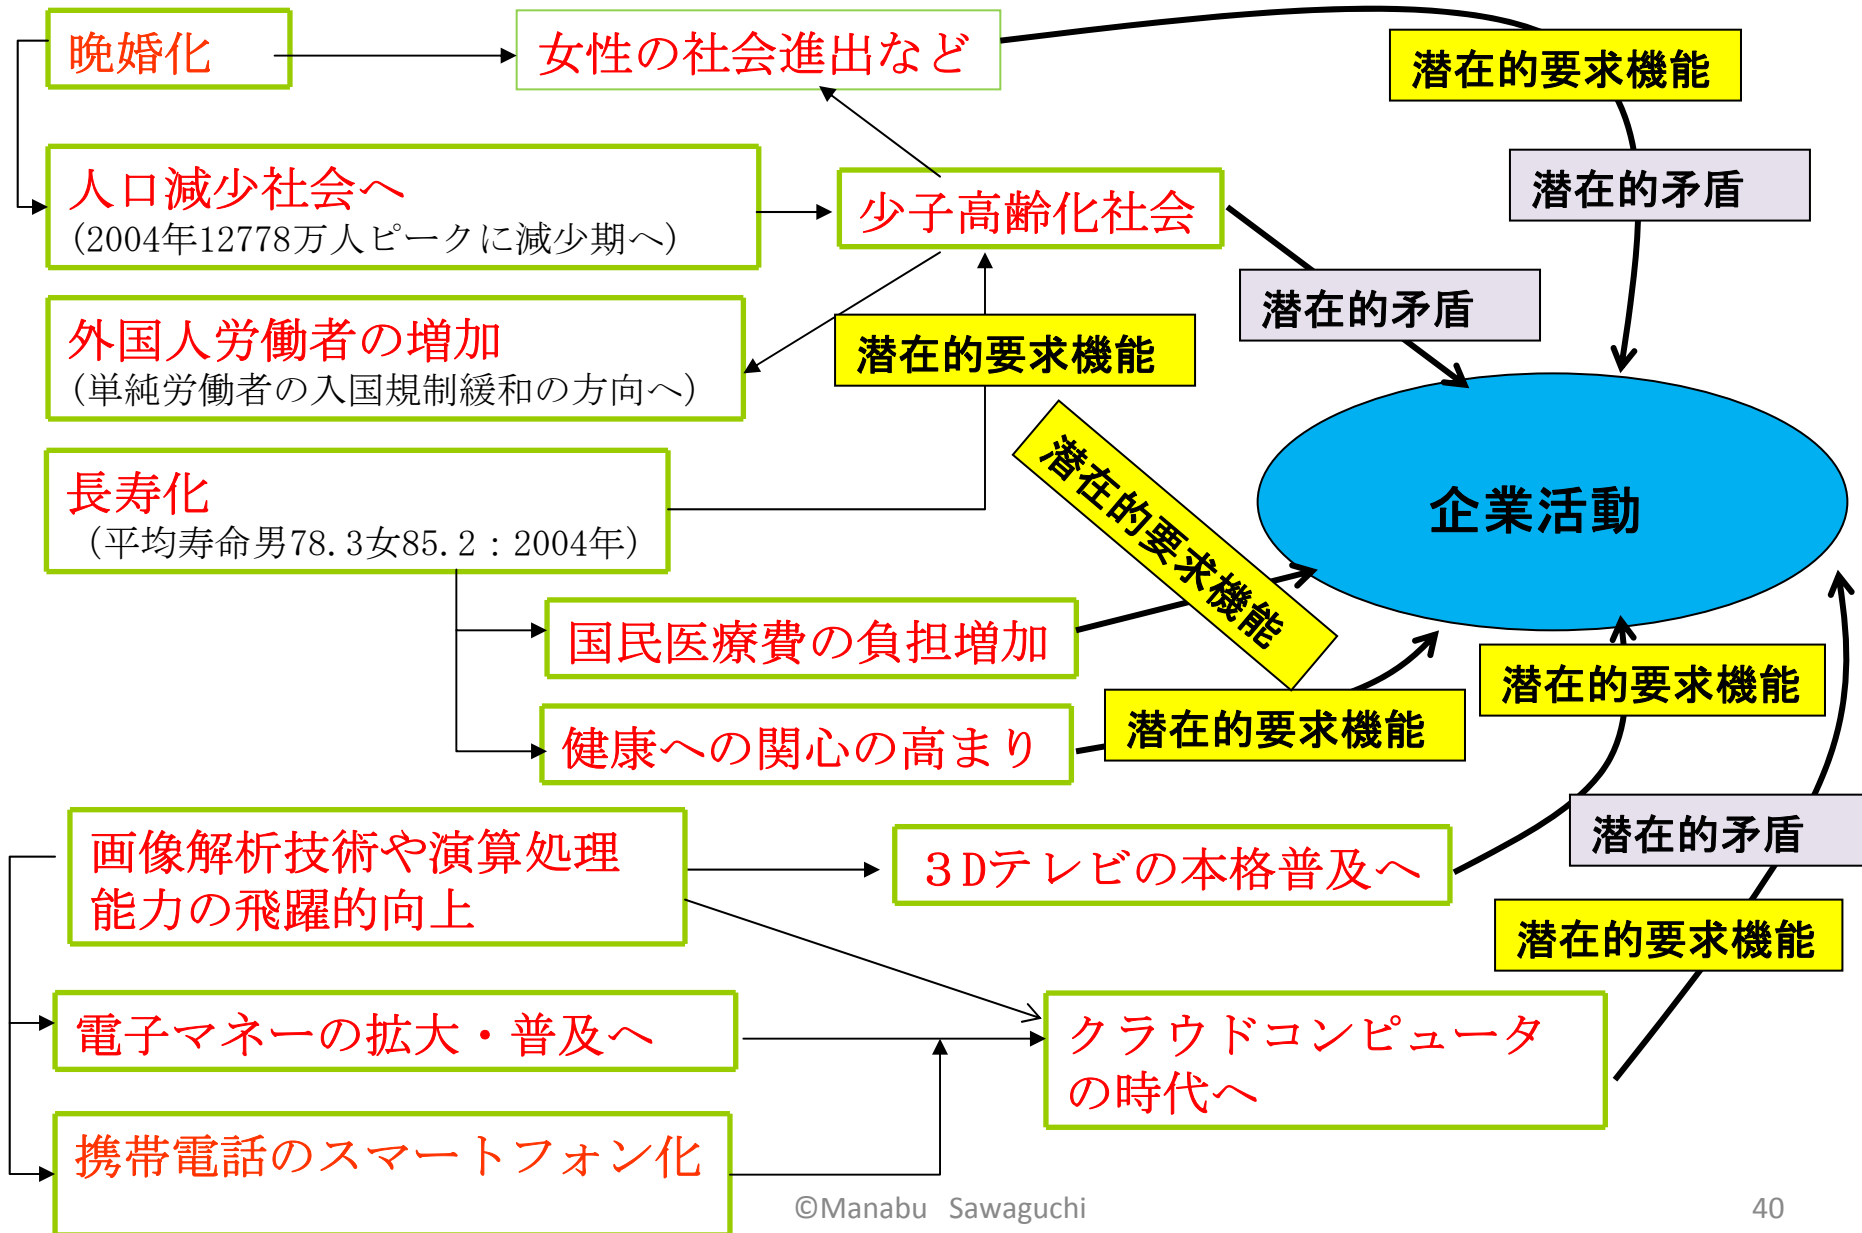 晩婚化
女性の社会進出など
潜在的要求機能
潜在的矛盾
人口減少社会へ
(2004年12778万人ピークに減少期へ)
少子高齢化社会
潜在的矛盾
外国人労働者の増加
(単純労働者の入国規制緩和の方向へ)
潜在的要求機能
長寿化
(平均寿命男78.3女85.2：2004年)
潜在的要求機能
企業活動
国民医療費の負担増加
健康への関心の高まり
潜在的要求機能
潜在的要求機能
画像解析技術や演算処理
能力の飛躍的向上
３Dテレビの本格普及へ
潜在的矛盾
潜在的要求機能
電子マネーの拡大・普及へ
クラウドコンピュータ
の時代へ
携帯電話のスマートフォン化
©Manabu Sawaguchi
40